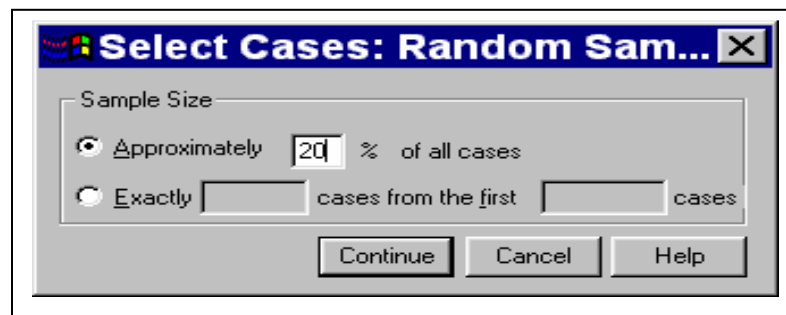 Select Cases: Random Sam...
Sample Size
Approximately 20 % of all cases
Exactly cases from the first cases
Continue Cancel Help